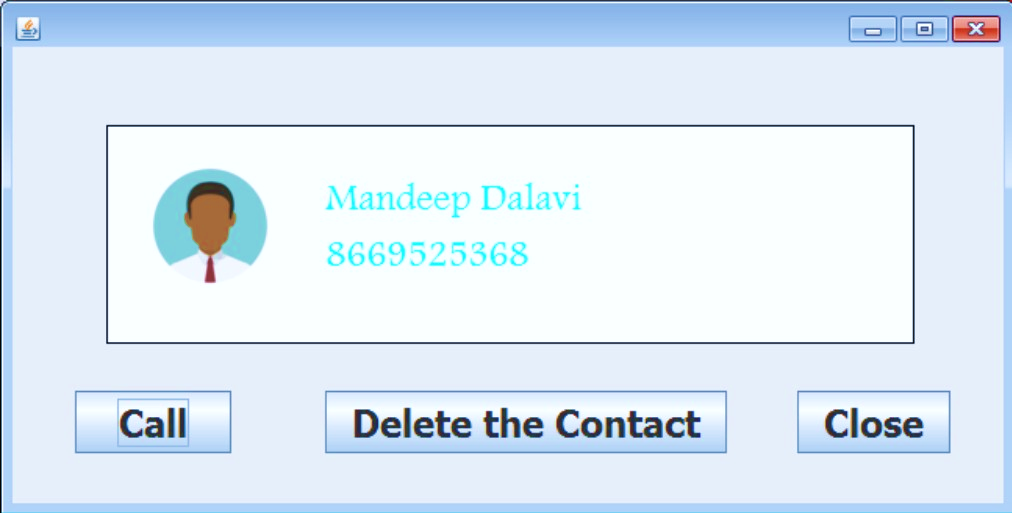 Mandeep Dalavi
8669525368
Call
Delete the Contact
Close